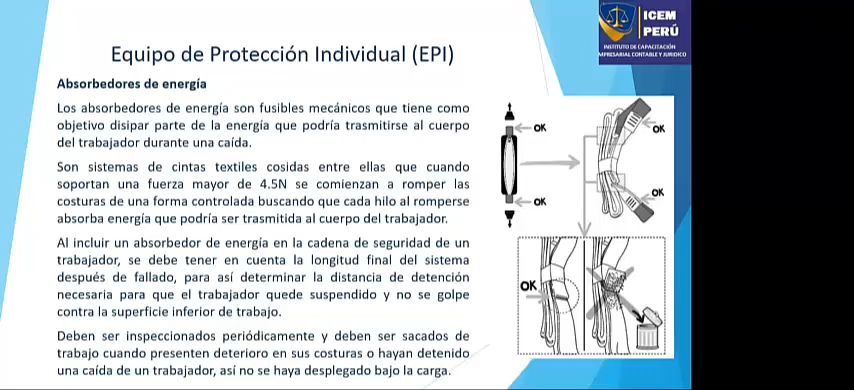 ICEM
PERÚ
INSTITUTO DE CAPACITACIÓN
EMPRESARIAL CONTABLE Y JURIDICO
Equipo de Protección Individual (EPI)
Absorbedores de energía
Los absorbedores de energía son fusibles mecánicos que tiene como
objetivo disipar parte de la energía que podría trasmitirse al cuerpo
del trabajador durante una caída.
Son sistemas de cintas textiles cosidas entre ellas que cuando
soportan una fuerza mayor de 4.5N se comienzan a romper las
costuras de una forma controlada buscando que cada hilo al romperse
absorba energía que podría ser trasmitida al cuerpo del trabajador.
Al incluir un absorbedor de energía en la cadena de seguridad de un
trabajador, se debe tener en cuenta la longitud final del sistema
después de fallado, para así determinar la distancia de detención
necesaria para que el trabajador quede suspendido y no se golpe
contra la superficie inferior de trabajo.
Deben ser inspeccionados periódicamente y deben ser sacados de
trabajo cuando presenten deterioro en sus costuras o hayan detenido
una caída de un trabajador, así no se haya desplegado bajo la carga.
OK
OK
OK
OK
OK